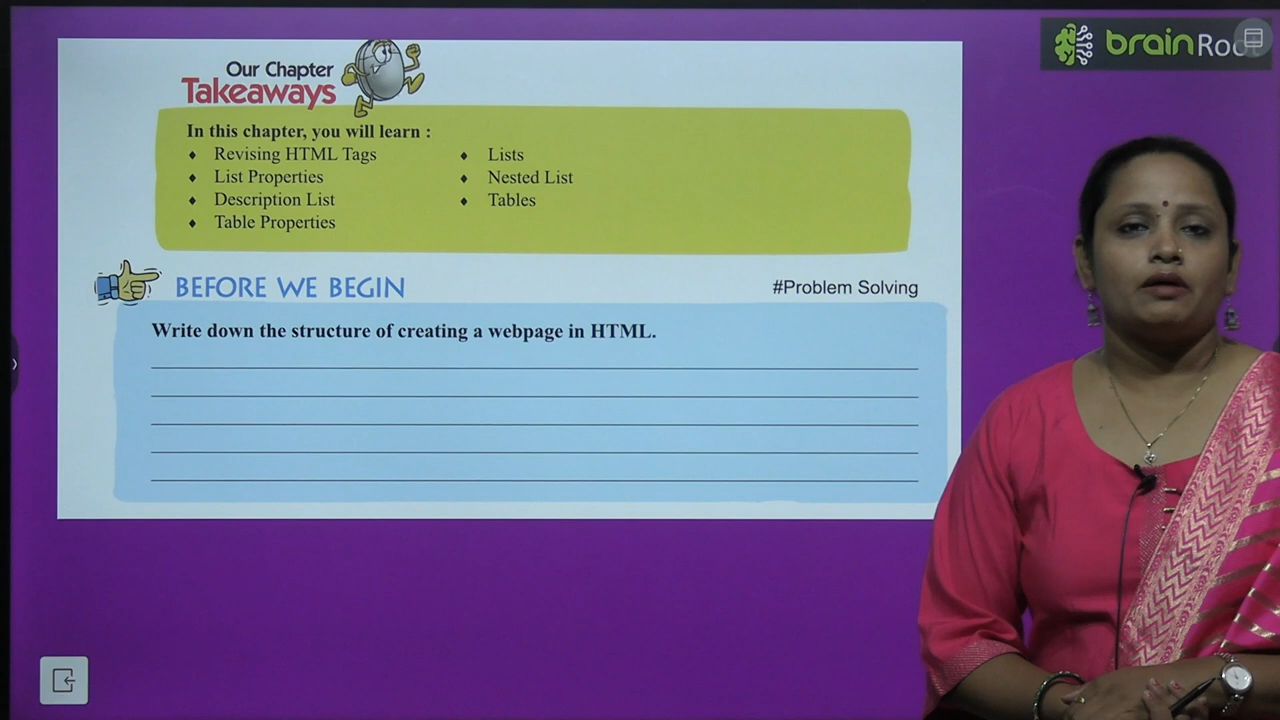 brainRo
Our Chapter
Takeaways
In this chapter, you will learn :
♦ Revising HTML Tags
♦ Lists
♦ List Properties
♦ Nested List
♦ Description List
♦ Tables
♦ Table Properties
BEFORE WE BEGIN
#Problem Solving
Write down the structure of creating a webpage in HTML.